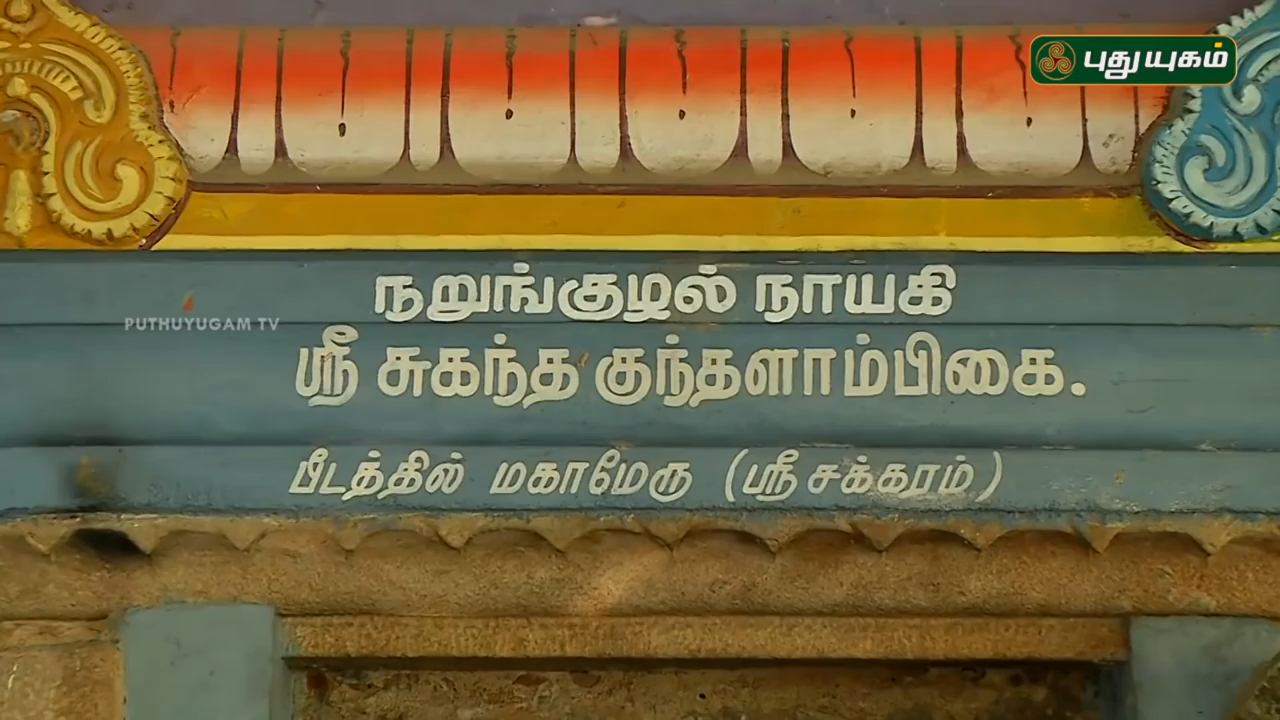 புதுயுகம்
நறுங்குழல் நாயகி
PUTHUYUGAM TV
ஸ்ரீ சுகந்த குந்தளாம்பிகை.
பீடத்தில் மகாமேரு (ஸ்ரீ சக்கரம்)